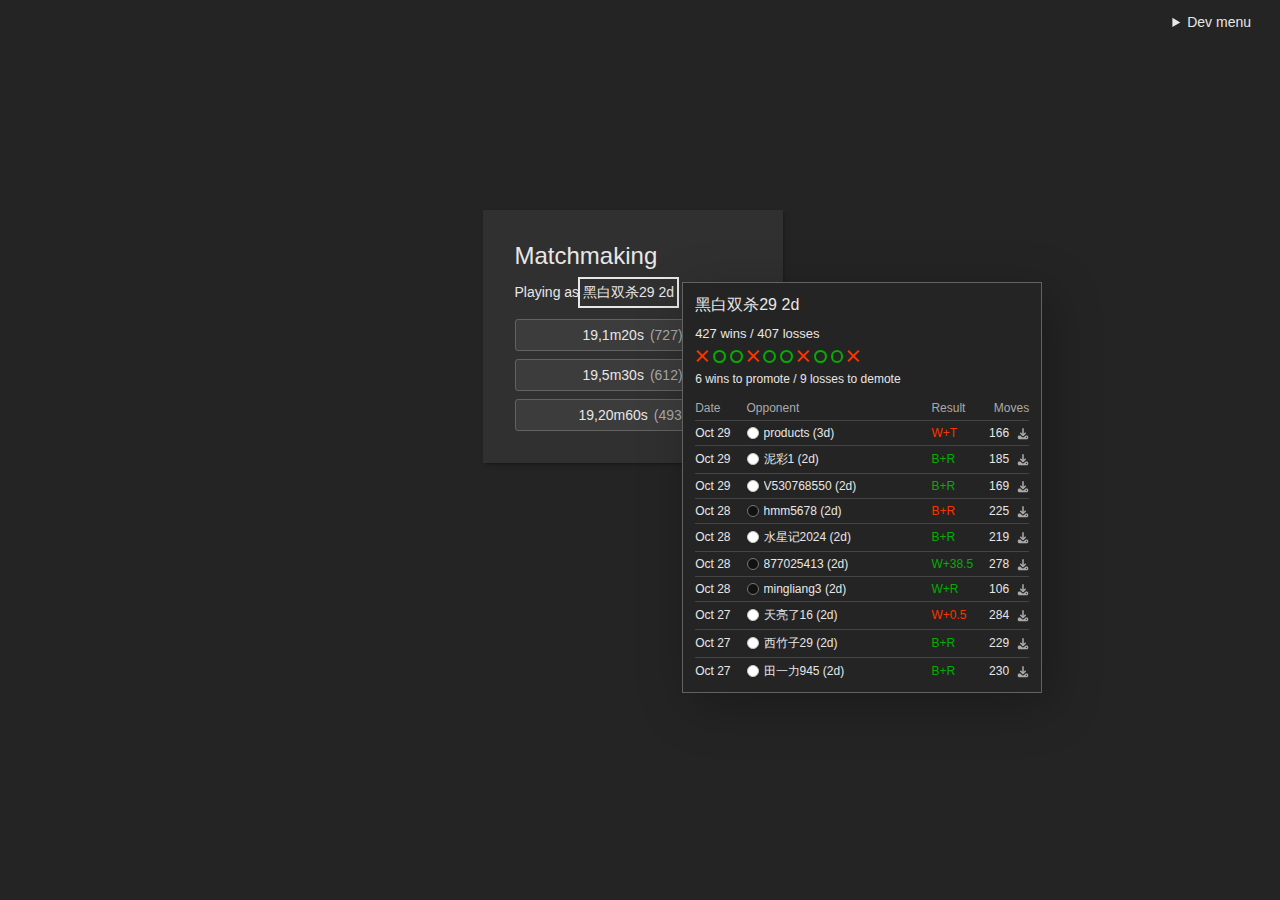 Dev menu
Matchmaking
Playing as 黑白双杀29 2d
19,1m20s (727)
19,5m30s (612)
19,20m60s (493
黑白双杀29 2d
427 wins / 407 losses
6 wins to promote / 9 losses to demote
Date Opponent Result Moves
Oct 29 products (3d) W+T 166
Oct 29 泥彩1 (2d) B+R 185
Oct 29 V530768550 (2d) B+R 169
Oct 28 hmm5678 (2d) B+R 225
Oct 28 水星记2024 (2d) B+R 219
Oct 28 877025413 (2d) W+38.5 278
Oct 28 mingliang3 (2d) W+R 106
Oct 27 天亮了16 (2d) W+0.5 284
Oct 27 西竹子29 (2d) B+R 229
Oct 27 田一力945 (2d) B+R 230